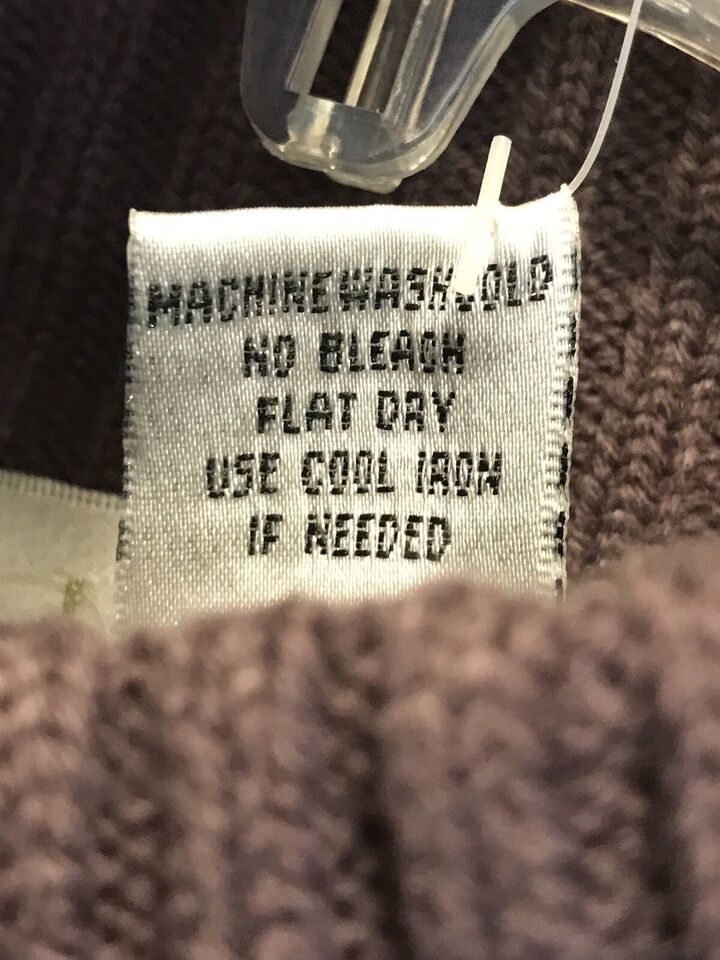 MACHINE WASH COLD
NO BLEACH
FLAT DRY
USE COOL IRON
IF NEEDED